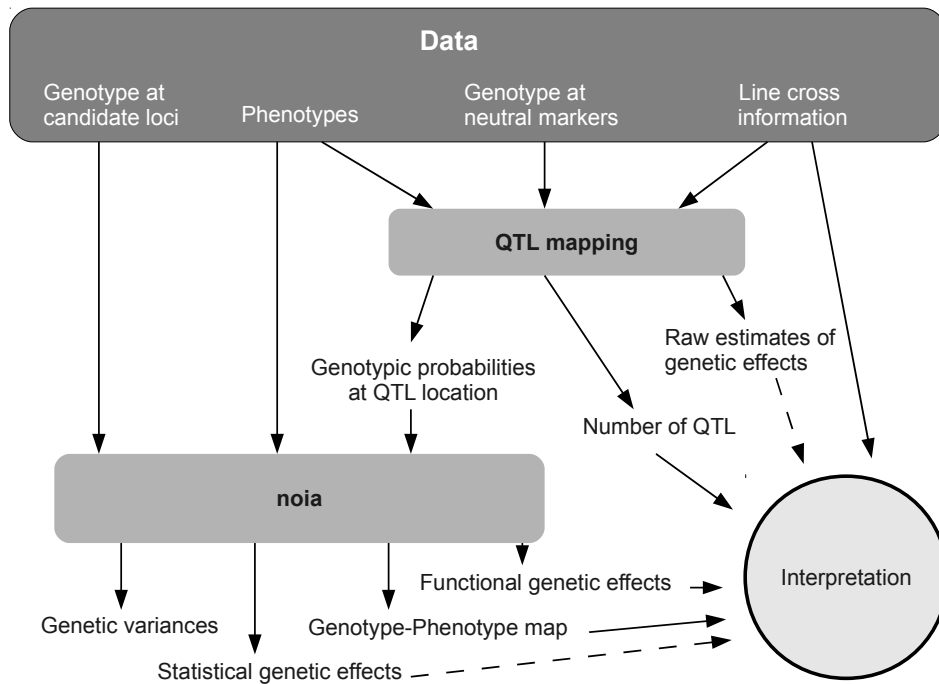 Data
Genotype at
candidate loci
Phenotypes
Genotype at
neutral markers
Line cross
information
QTL mapping
Raw estimates of
genetic effects
Genotypic probabilities
at QTL location
Number of QTL
noia
Interpretation
Functional genetic effects
Genetic variances
Genotype-Phenotype map
Statistical genetic effects